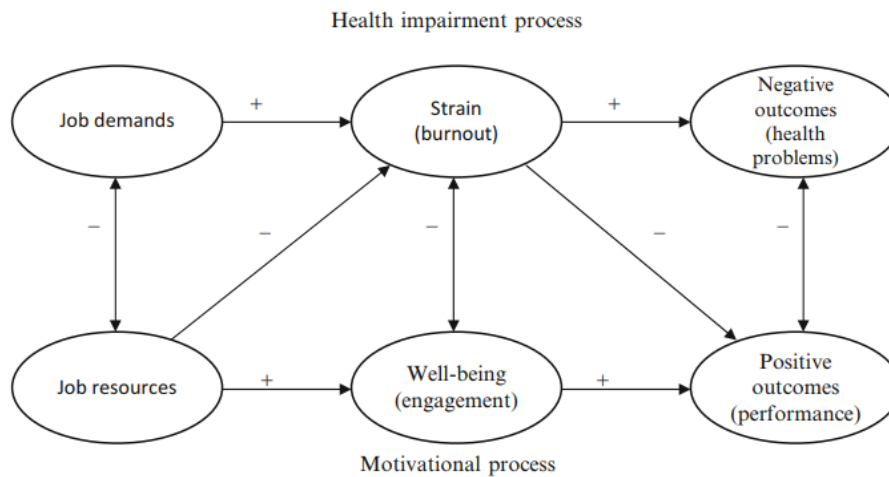 Health impairment process
Job demands
+
Strain
(burnout)
+
Negative
outcomes
(health
problems)
−
−
−
−
−
Job resources
+
Well-being
(engagement)
+
Positive
outcomes
(performance)
Motivational process